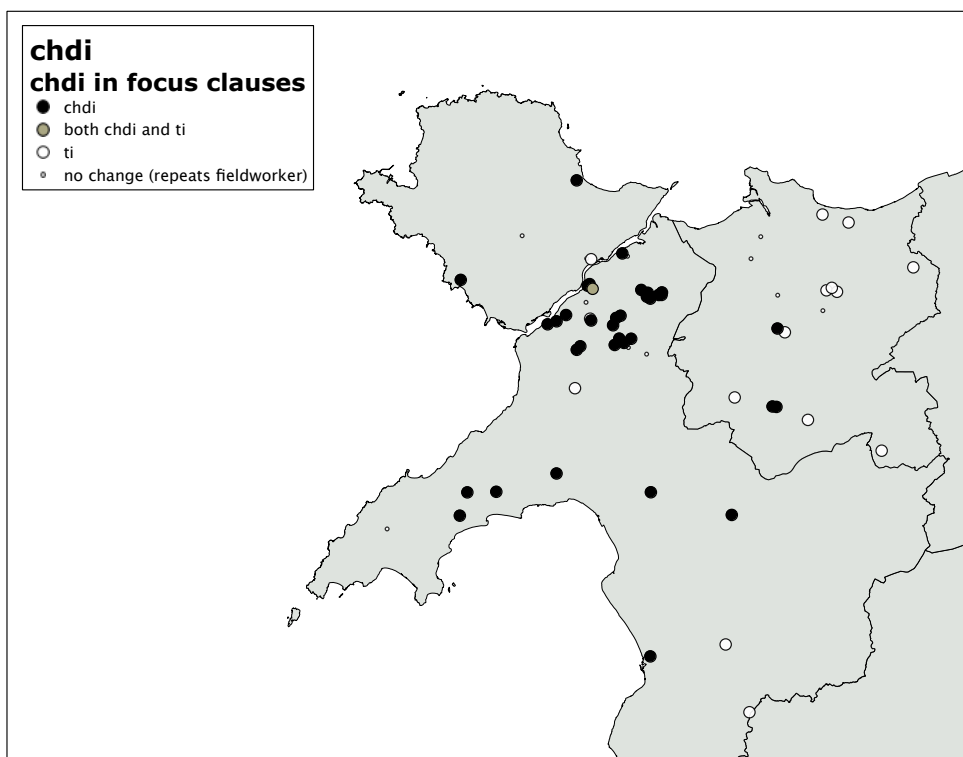 chdi
chdi in focus clauses
chdi
both chdi and ti
ti
no change (repeats fieldworker)